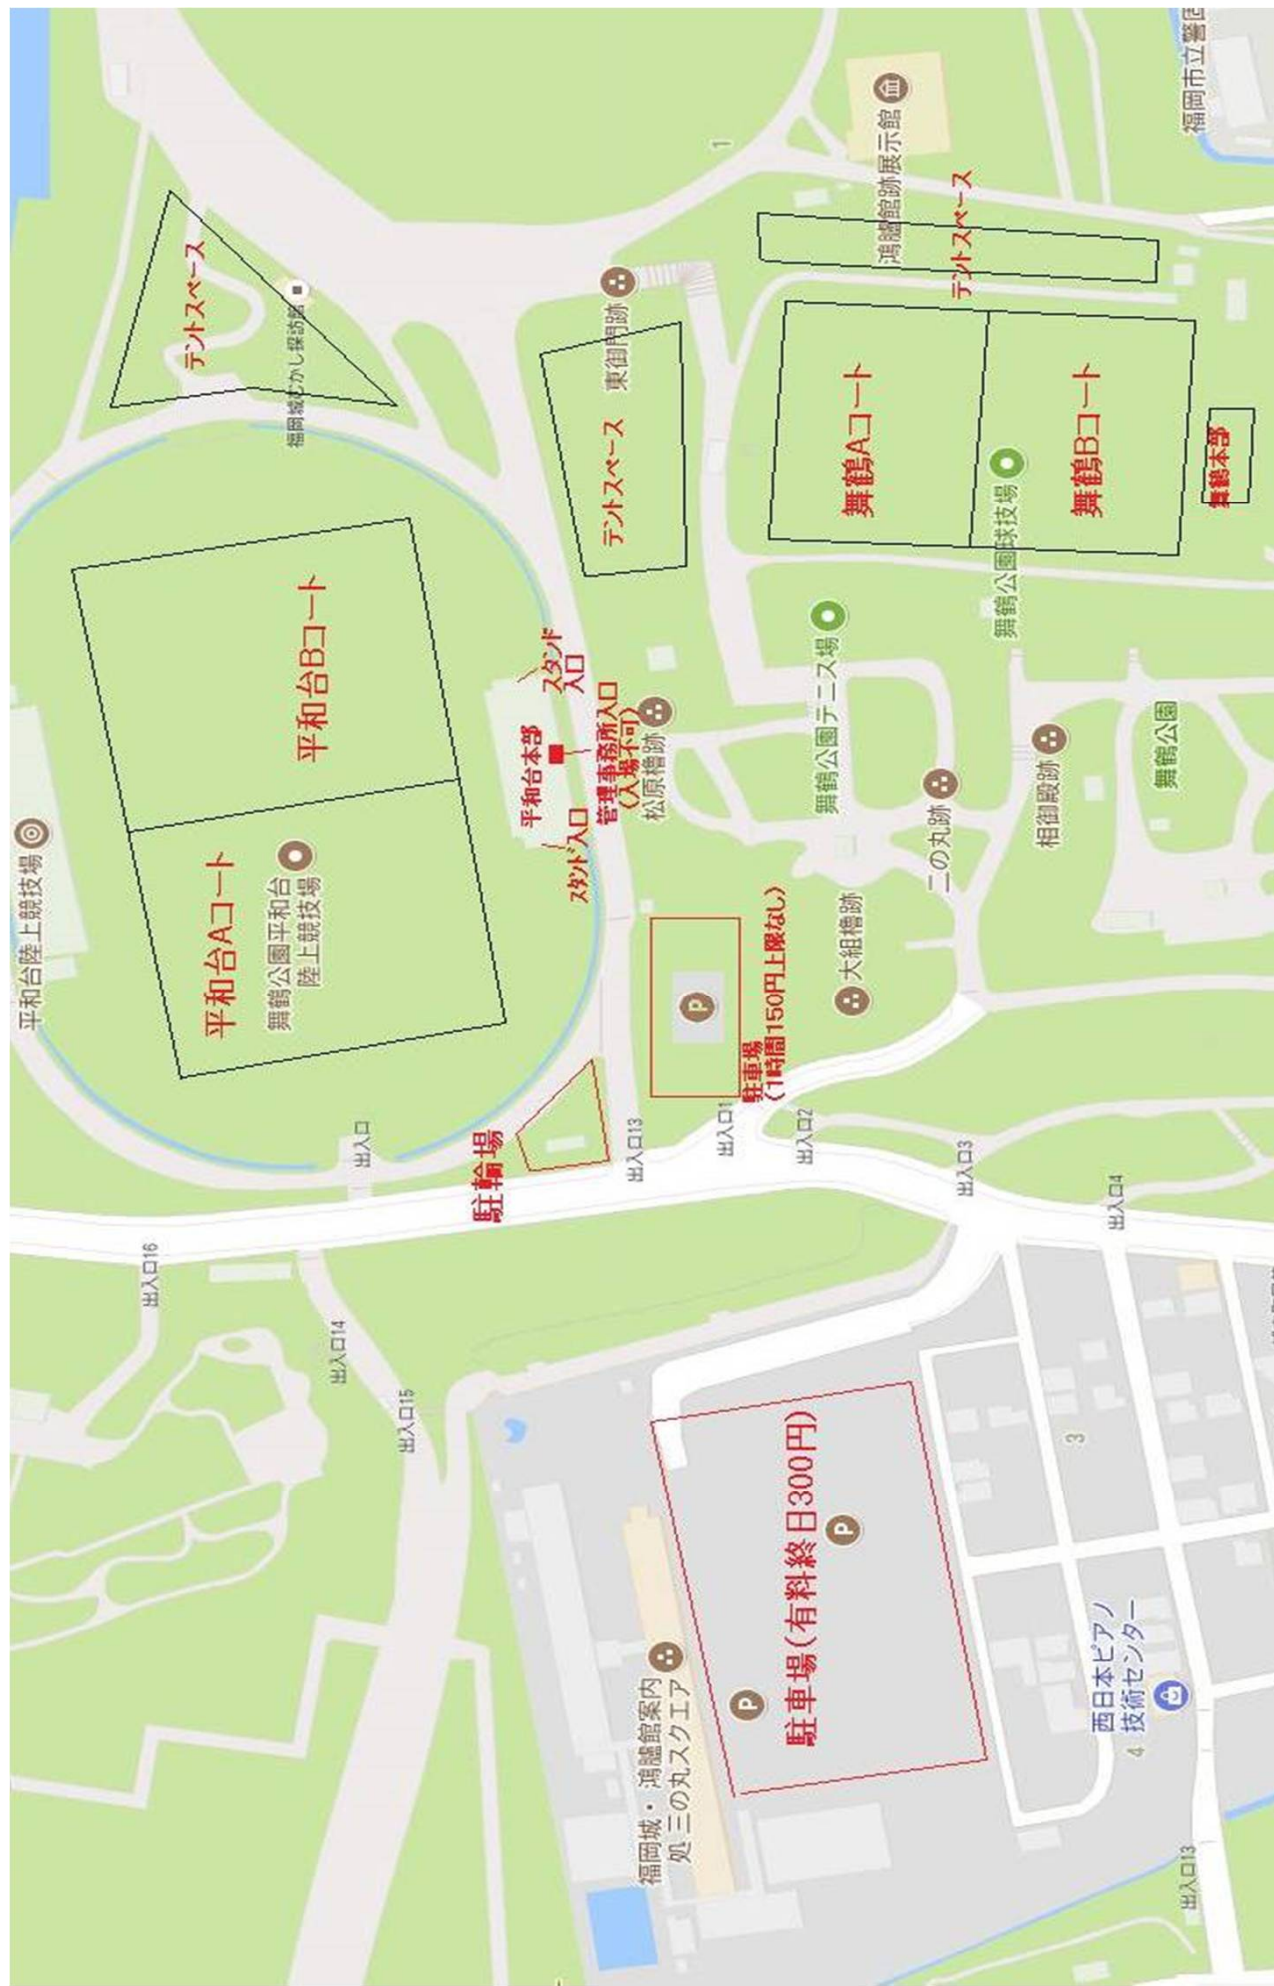 平和台陸上競技場
平和台Aコート
舞鶴公園平和台
陸上競技場
平和台Bコート
テントスペース
福岡城むかし探訪館
出入口16
出入口14
出入口15
出入口
駐輪場
スタンド入口
平和台本部
スタンド
入口
管理事務所入口
(入場不可)
松原櫓跡
テントスペース
東御門跡
1
鴻臚館跡展示館
テントスペース
福岡市立警固
出入口13
出入口1
出入口2
駐車場
(1時間150円上限なし)
大組櫓跡
舞鶴公園テニス場
二の丸跡
舞鶴Aコート
舞鶴公園球技場
舞鶴Bコート
舞鶴本部
相御殿跡
舞鶴公園
出入口3
出入口4
福岡城・鴻臚館案内
処 三の丸スクエア
P
P
P
駐車場(有料終日300円)
3
西日本ピアノ
技術センター
4
出入口13